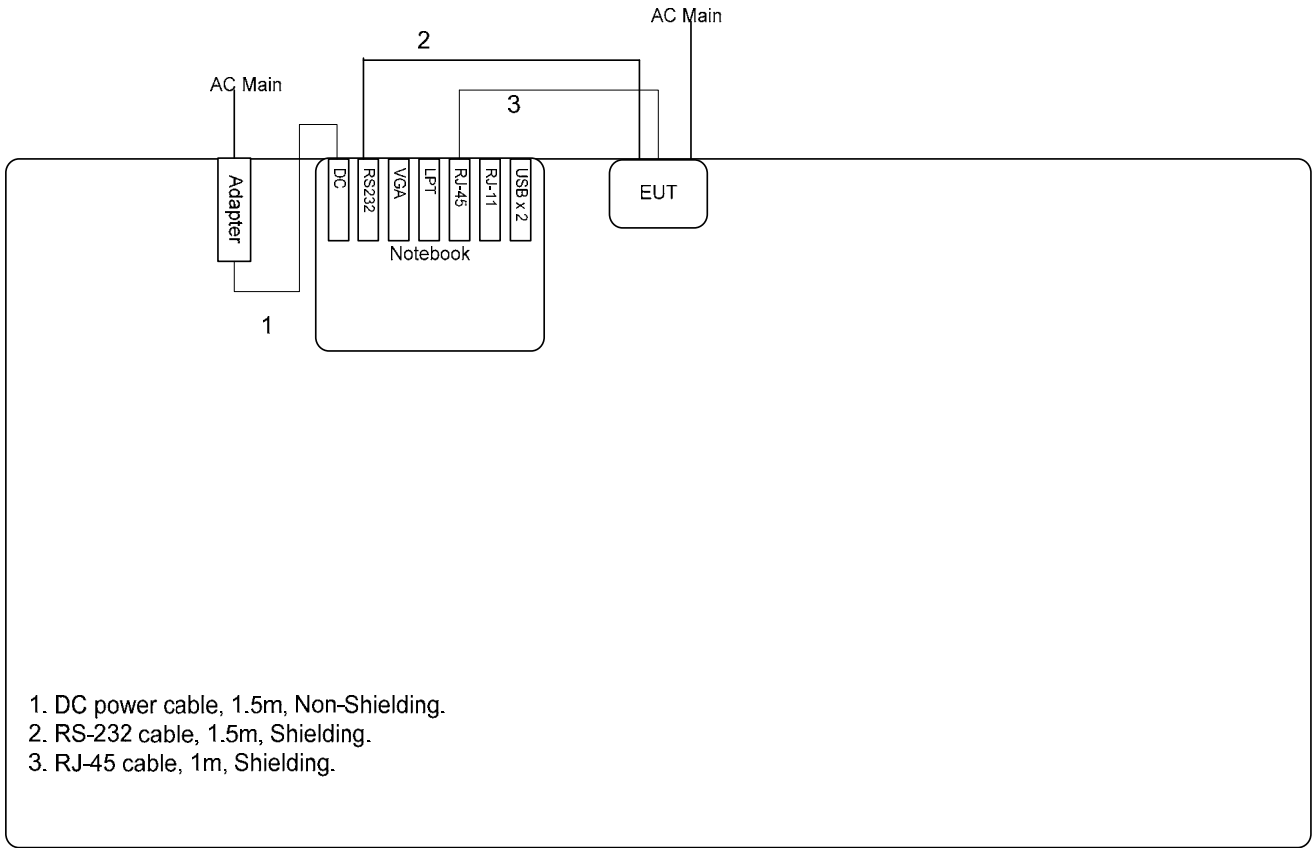 AC Main
2
AC Main
3
Adapter
DC
RS232
VGA
LPT
RJ-45
RJ-11
USB x 2
EUT
Notebook
1
1. DC power cable, 1.5m, Non-Shielding.
2. RS-232 cable, 1.5m, Shielding.
3. RJ-45 cable, 1m, Shielding.